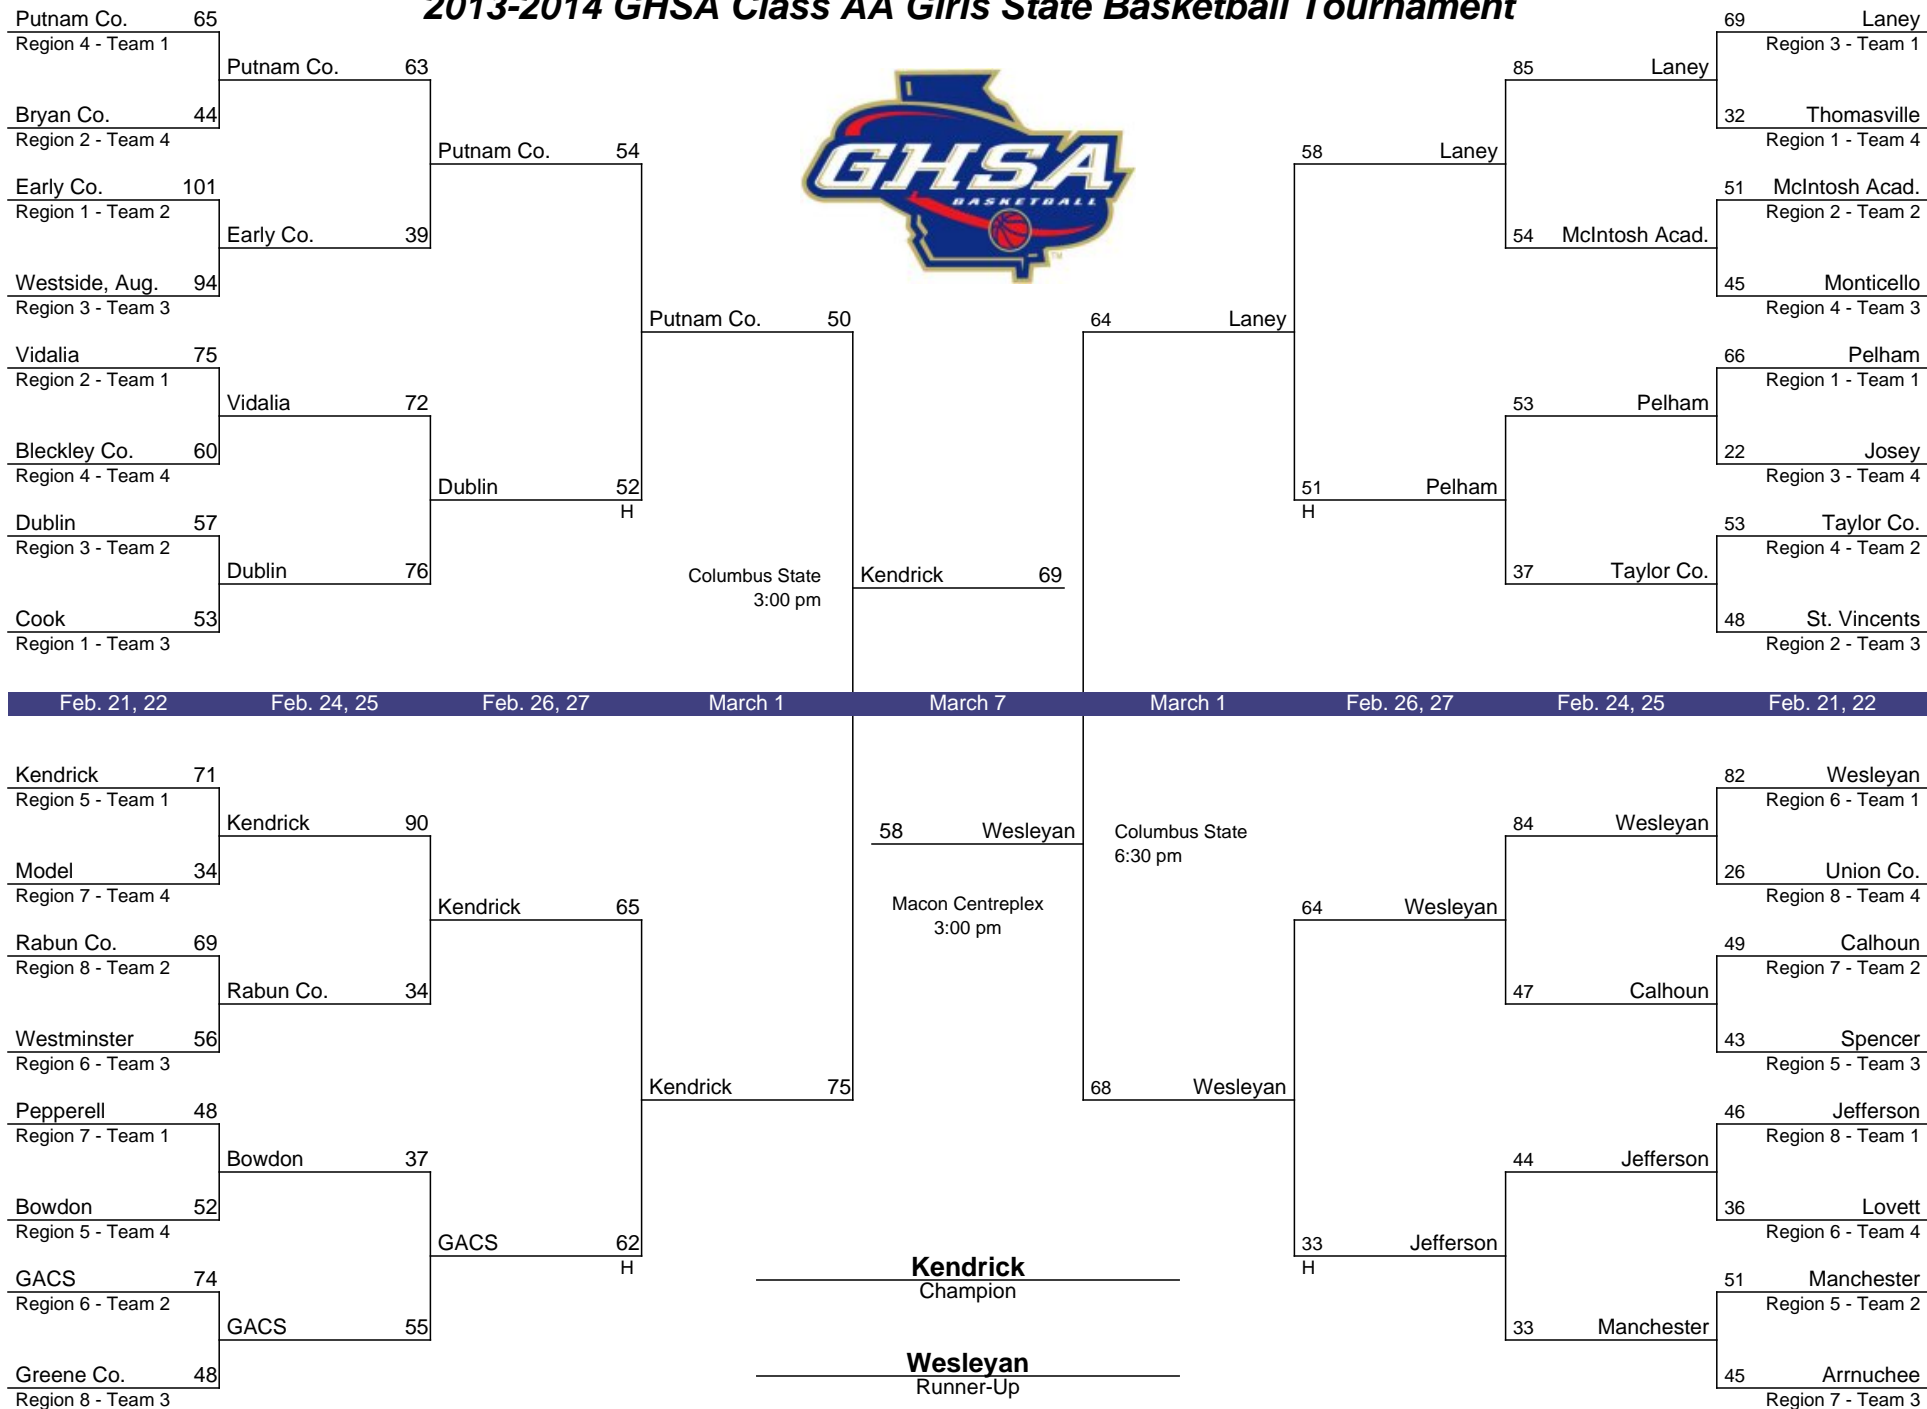 2013-2014 GHSA Class AA Girls State Basketball Tournament
Putnam Co. 65
Region 4 - Team 1
Bryan Co. 44
Region 2 - Team 4
Early Co. 101
Region 1 - Team 2
Westside, Aug. 94
Region 3 - Team 3
Vidalia 75
Region 2 - Team 1
Bleckley Co. 60
Region 4 - Team 4
Dublin 57
Region 3 - Team 2
Cook 53
Region 1 - Team 3
Putnam Co. 63
Early Co. 39
Vidalia 72
Dublin 76
Putnam Co. 54
Dublin 52
H
Putnam Co. 50
Columbus State
3:00 pm
Kendrick 69
GHSA
BASKETBALL
TM
64 Laney
58 Laney
51 Pelham
H
85 Laney
54 McIntosh Acad.
53 Pelham
37 Taylor Co.
69 Laney
Region 3 - Team 1
32 Thomasville
Region 1 - Team 4
51 McIntosh Acad.
Region 2 - Team 2
45 Monticello
Region 4 - Team 3
66 Pelham
Region 1 - Team 1
22 Josey
Region 3 - Team 4
53 Taylor Co.
Region 4 - Team 2
48 St. Vincents
Region 2 - Team 3
Feb. 21, 22 Feb. 24, 25 Feb. 26, 27 March 1 March 7 March 1 Feb. 26, 27 Feb. 24, 25 Feb. 21, 22
Kendrick 71
Region 5 - Team 1
Model 34
Region 7 - Team 4
Rabun Co. 69
Region 8 - Team 2
Westminster 56
Region 6 - Team 3
Pepperell 48
Region 7 - Team 1
Bowdon 52
Region 5 - Team 4
GACS 74
Region 6 - Team 2
Greene Co. 48
Region 8 - Team 3
Kendrick 90
Rabun Co. 34
Bowdon 37
GACS 55
Kendrick 65
GACS 62
H
Kendrick 75
58 Wesleyan
Macon Centreplex
3:00 pm
Columbus State
6:30 pm
68 Wesleyan
64 Wesleyan
33 Jefferson
H
84 Wesleyan
47 Calhoun
44 Jefferson
33 Manchester
82 Wesleyan
Region 6 - Team 1
26 Union Co.
Region 8 - Team 4
49 Calhoun
Region 7 - Team 2
43 Spencer
Region 5 - Team 3
46 Jefferson
Region 8 - Team 1
36 Lovett
Region 6 - Team 4
51 Manchester
Region 5 - Team 2
45 Arrnuchee
Region 7 - Team 3
Kendrick
Champion
Wesleyan
Runner-Up